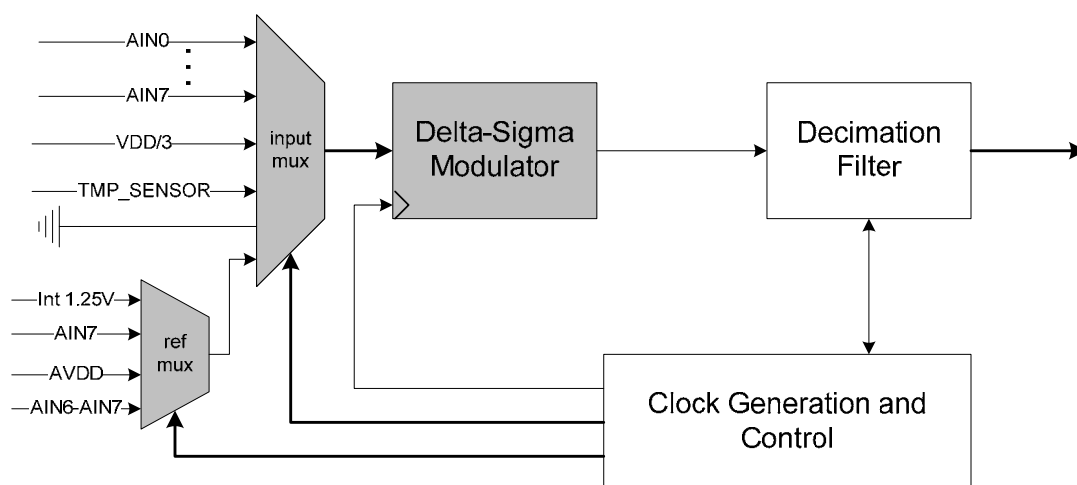 AIN0
AIN7
VDD/3
TMP_SENSOR
input
mux
Delta-Sigma
Modulator
Decimation
Filter
Int 1.25V
AIN7
AVDD
AIN6-AIN7
ref
mux
Clock Generation and
Control